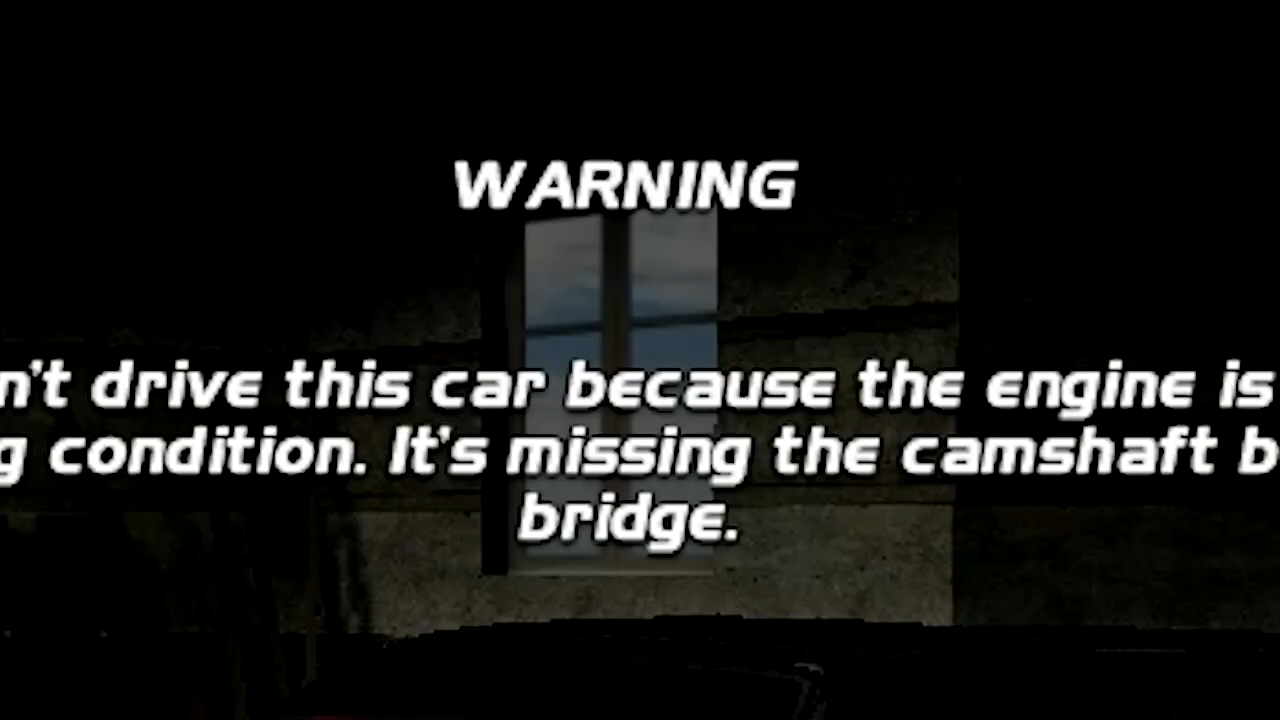 WARNING
n't drive this car because the engine is
g condition. It's missing the camshaft b
bridge.